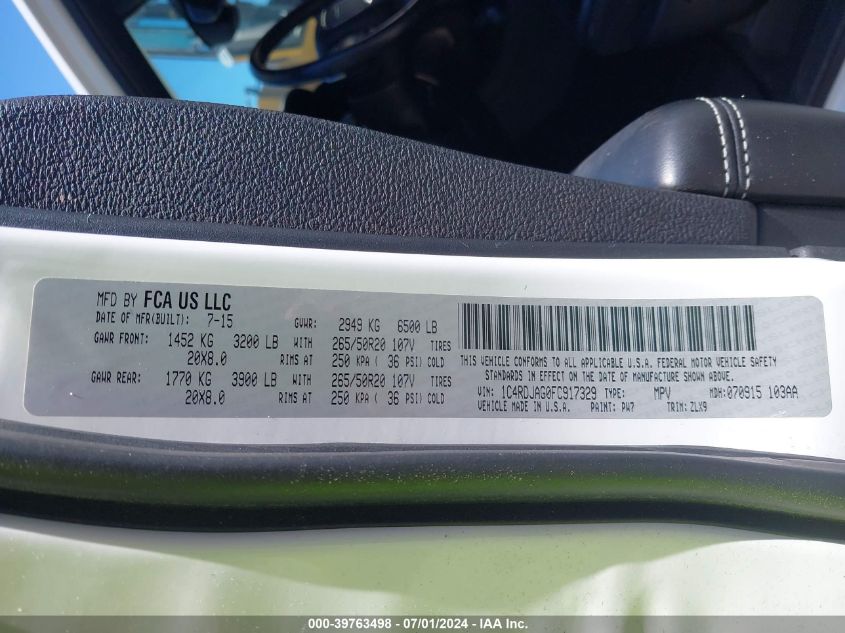 MFD BY FCA US LLC
DATE OF MFR(BUILT): 7-15 GVWR: 2949 KG 6500 LB
GAWR FRONT: 1452 KG 3200 LB WITH 265/50R20 107V TIRES
20X8.0 RIMS AT 250 KPA ( 36 PSI) COLD
GAWR REAR: 1770 KG 3900 LB WITH 265/50R20 107V TIRES
20X8.0 RIMS AT 250 KPA ( 36 PSI) COLD
THIS VEHICLE CONFORMS TO ALL APPLICABLE U.S.A. FEDERAL MOTOR VEHICLE SAFETY
STANDARDS IN EFFECT ON THE DATE OF MANUFACTURE SHOWN ABOVE.
VIN: 1C4RDJAG0FC917329 TYPE: MPV MDH:070915 103AA
VEHICLE MADE IN U.S.A. PAINT: PW7 TRIM: ZLX9
000-39763498 - 07/01/2024 - IAA Inc.